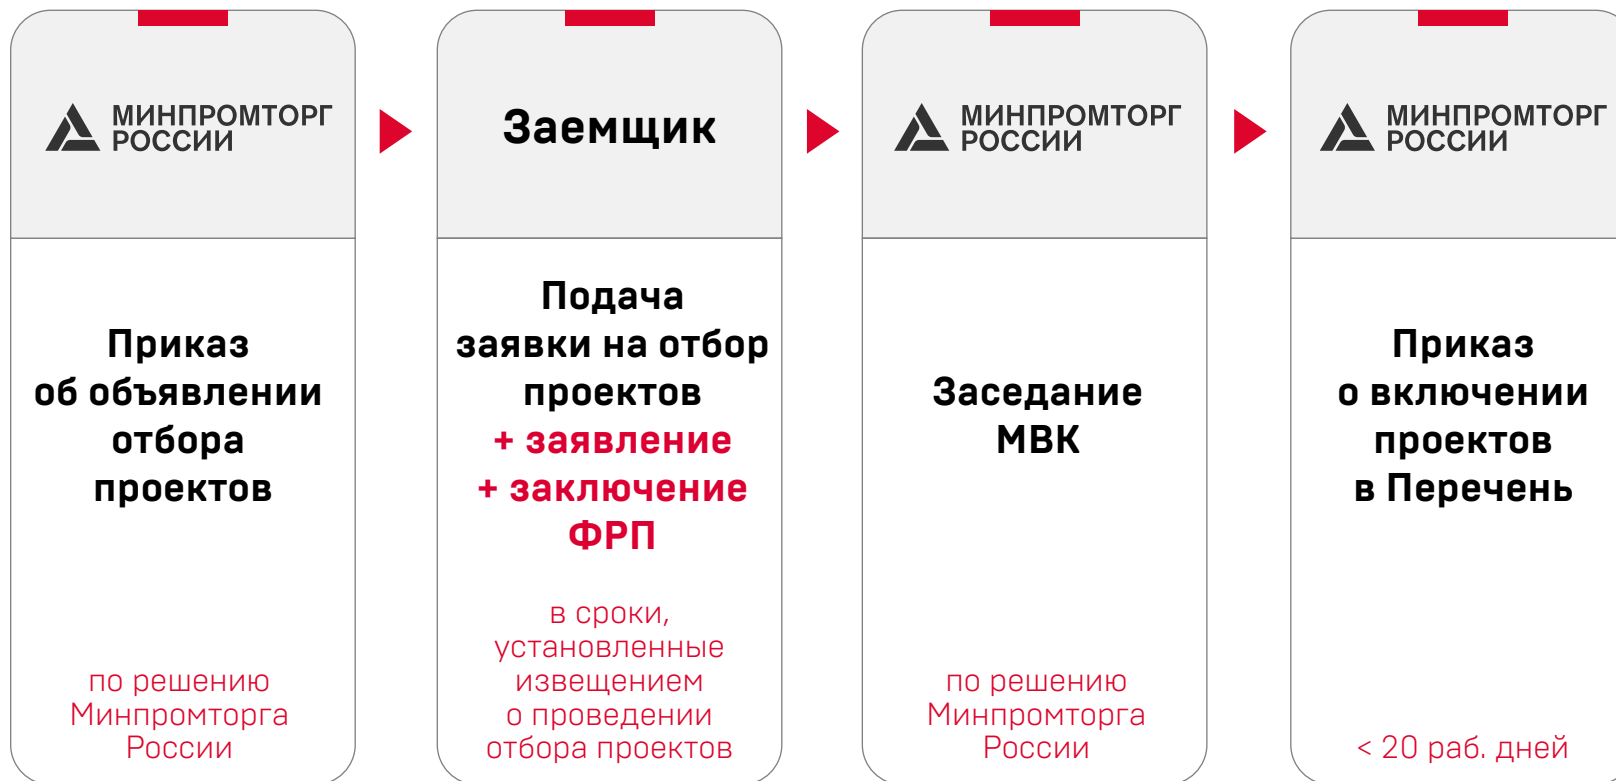 МИНПРОМТОРГ
РОССИИ
Приказ
об объявлении
отбора
проектов
по решению
Минпромторга
России
Заемщик
Подача
заявки на отбор
проектов
+ заявление
+ заключение
ФРП
в сроки,
установленные
извещением
о проведении
отбора проектов
МИНПРОМТОРГ
РОССИИ
Заседание
МВК
по решению
Минпромторга
России
МИНПРОМТОРГ
РОССИИ
Приказ
о включении
проектов
в Перечень
< 20 раб. дней